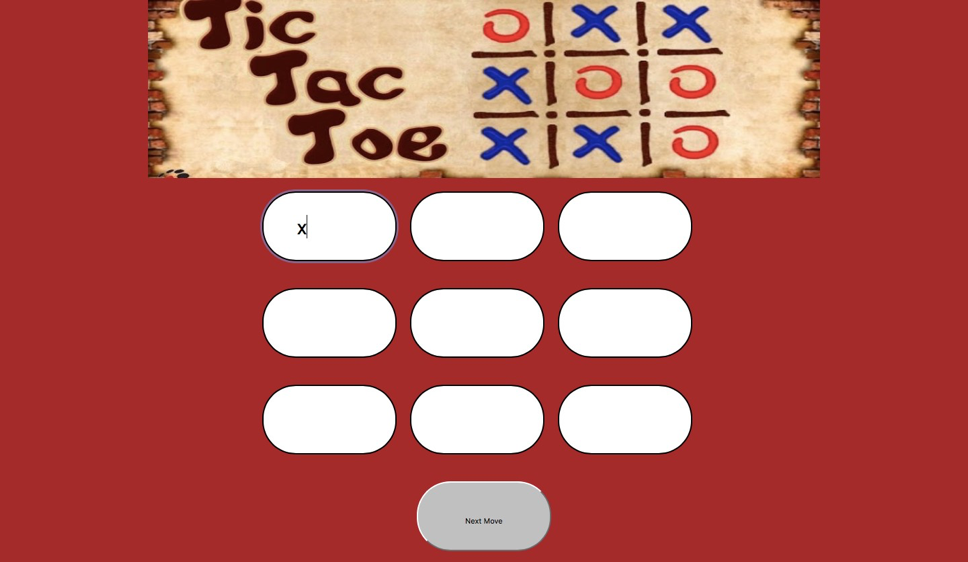 Tic
Tac
Toe
O X X
X O O
X X O
x
Next Move